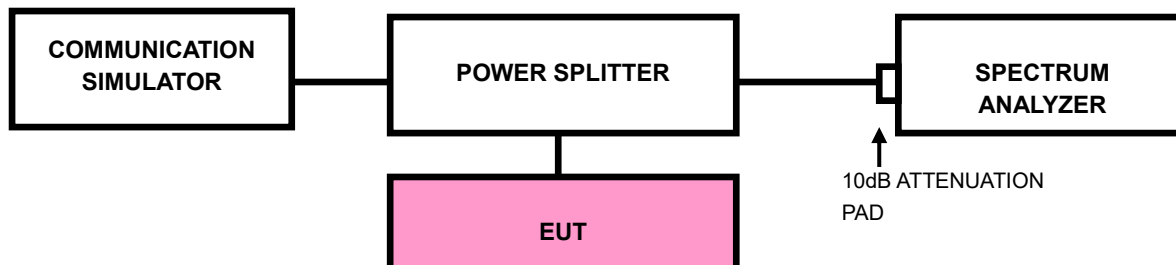 COMMUNICATION
SIMULATOR
POWER SPLITTER
SPECTRUM
ANALYZER
10dB ATTENUATION
PAD
EUT